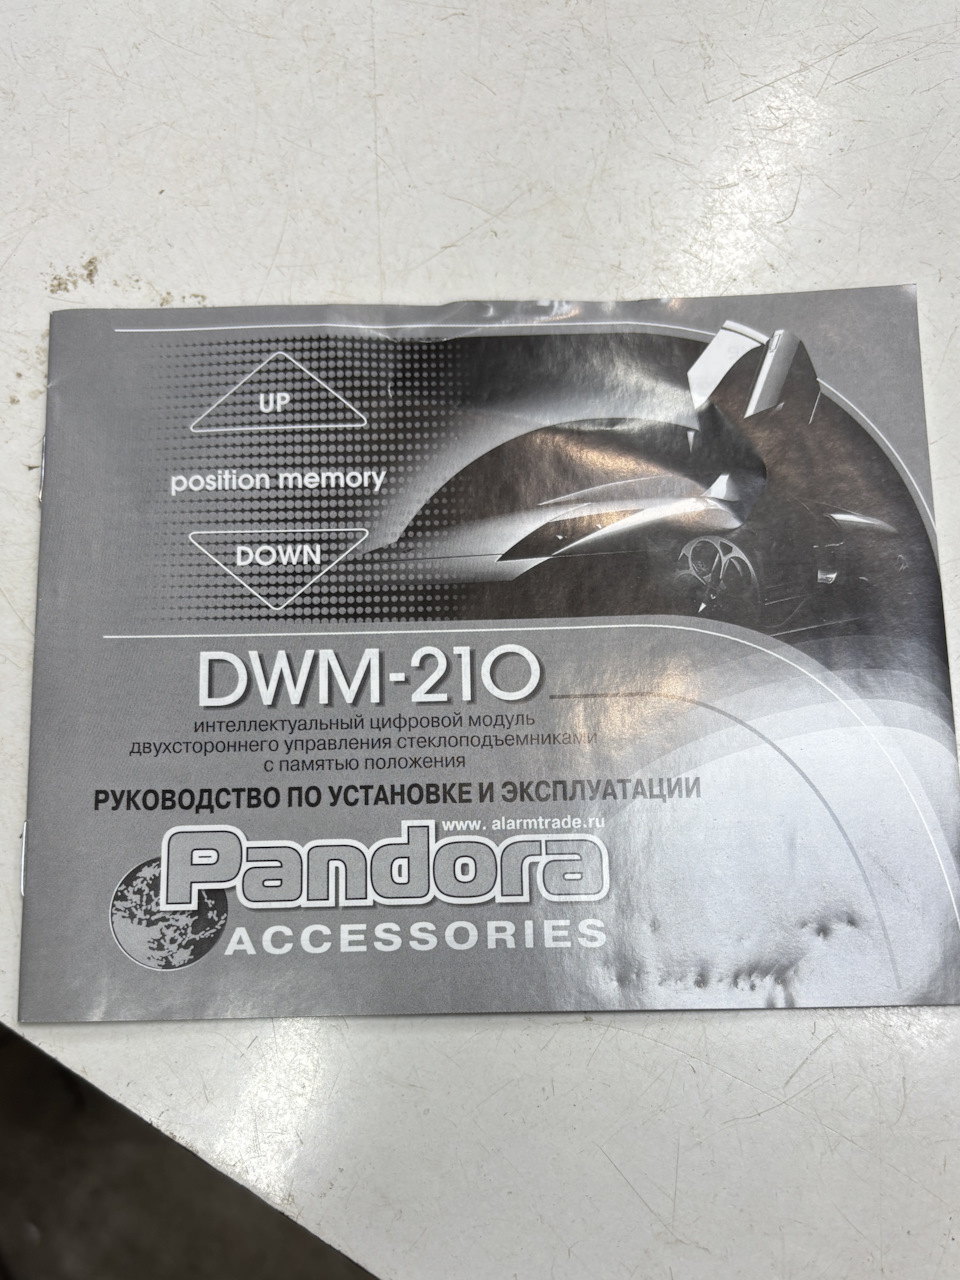 UP
position memory
DOWN
DWM-210
интеллектуальный цифровой модуль
двухстороннего управления стеклоподъемниками
с памятью положения
РУКОВОДСТВО ПО УСТАНОВКЕ И ЭКСПЛУАТАЦИИ
www. alarmtrade.ru
Pandora
ACCESSORIES